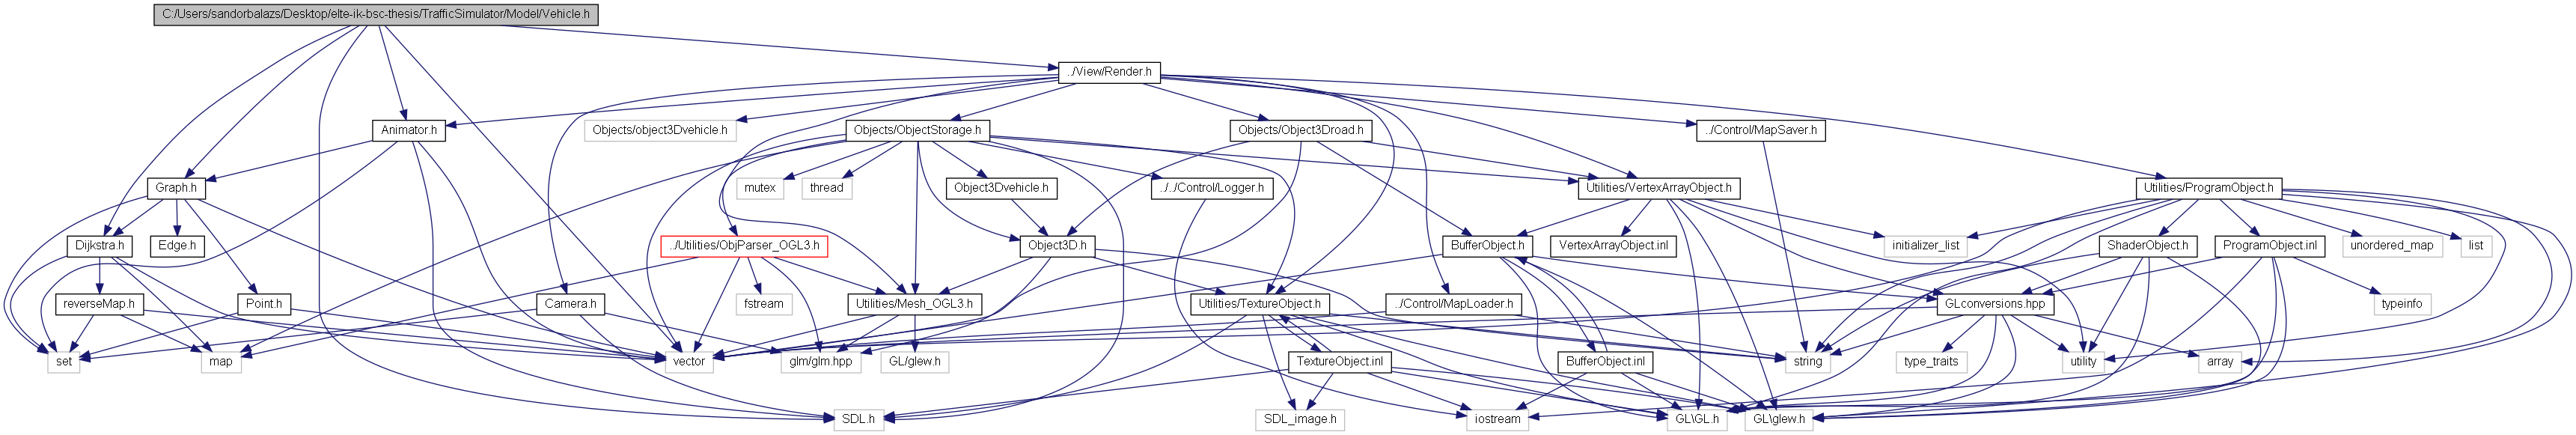 C:/Users/sandorbalazs/Desktop/elte-ik-bsc-thesis/TrafficSimulator/Model/Vehicle.h
../View/Render.h
Animator.h
Objects/object3Dvehicle.h
Objects/ObjectStorage.h
Objects/Object3Droad.h
../Control/MapSaver.h
Graph.h
mutex
thread
Object3Dvehicle.h
../../Control/Logger.h
Utilities/VertexArrayObject.h
Utilities/ProgramObject.h
Dijkstra.h
Edge.h
../Utilities/ObjParser_OGL3.h
Object3D.h
BufferObject.h
VertexArrayObject.inl
initializer_list
ShaderObject.h
ProgramObject.inl
unordered_map
list
reverseMap.h
Point.h
Camera.h
fstream
Utilities/Mesh_OGL3.h
Utilities/TextureObject.h
../Control/MapLoader.h
GLconversions.hpp
typeinfo
set
map
vector
glm/glm.hpp
GL/glew.h
TextureObject.inl
BufferObject.inl
string
type_traits
utility
array
SDL.h
SDL_image.h
iostream
GL\GL.h
GL\glew.h